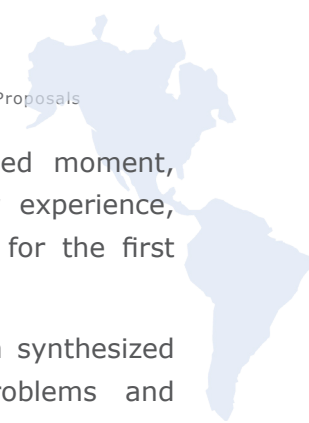 Proposals
ed moment,
experience,
for the first
synthesized
roblems and